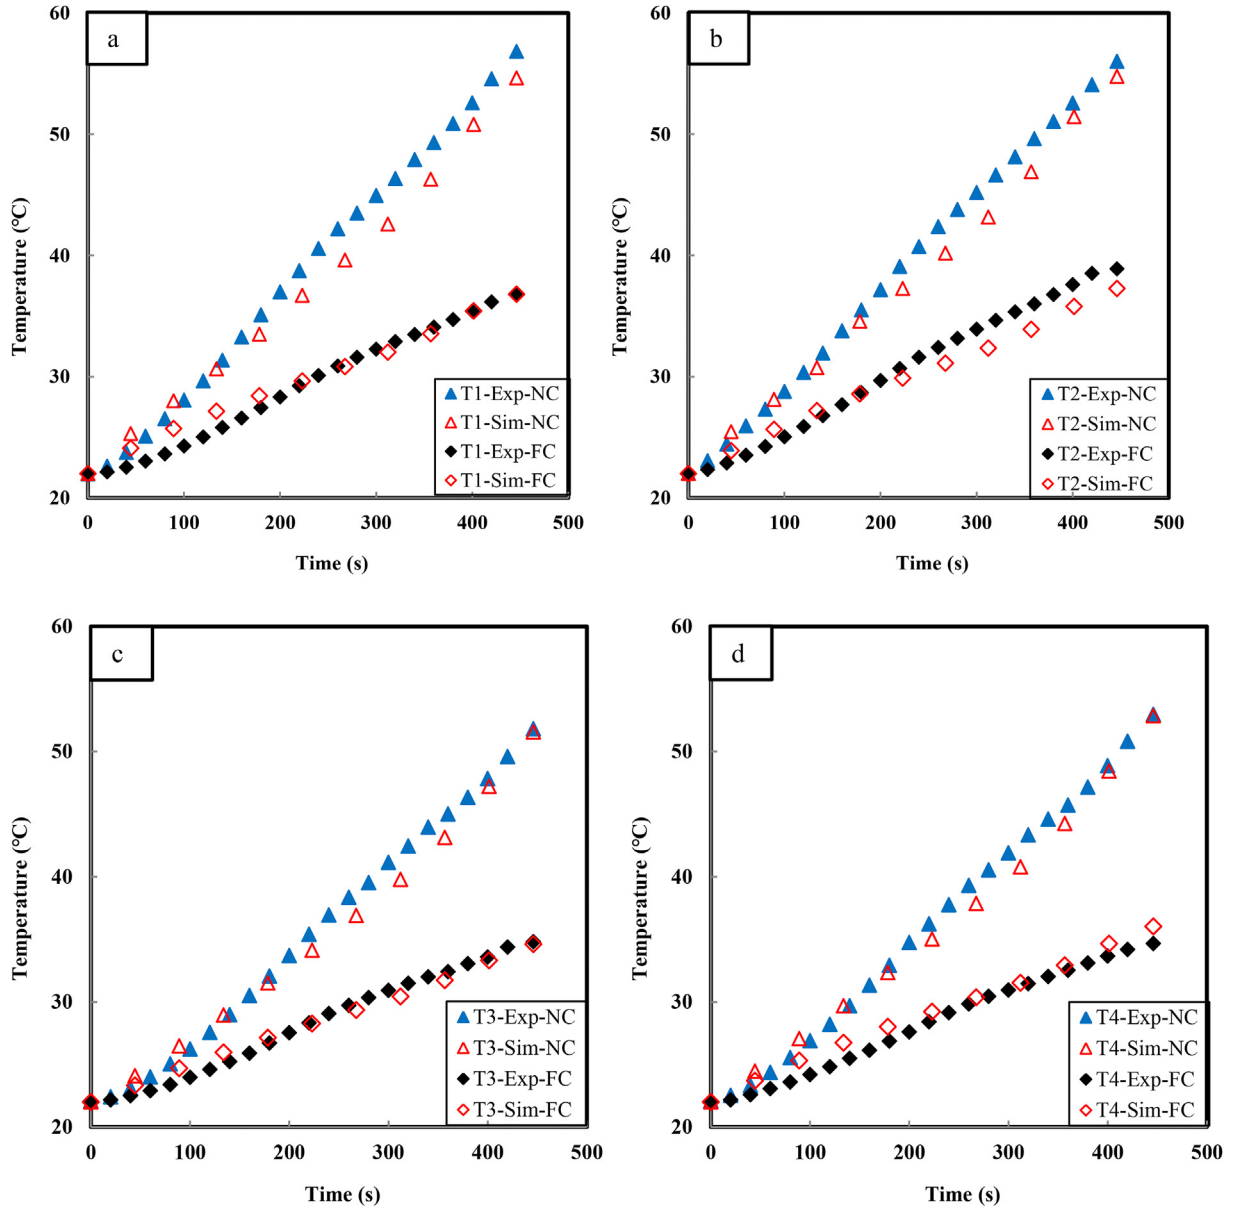 a
60
50
40
30
20
Temperature (℃)
T1-Exp-NC
T1-Sim-NC
T1-Exp-FC
T1-Sim-FC
0 100 200 300 400 500
Time (s)
b
60
50
40
30
20
Temperature (℃)
T2-Exp-NC
T2-Sim-NC
T2-Exp-FC
T2-Sim-FC
0 100 200 300 400 500
Time (s)
c
60
50
40
30
20
Temperature (℃)
T3-Exp-NC
T3-Sim-NC
T3-Exp-FC
T3-Sim-FC
0 100 200 300 400 500
Time (s)
d
60
50
40
30
20
Temperature (℃)
T4-Exp-NC
T4-Sim-NC
T4-Exp-FC
T4-Sim-FC
0 100 200 300 400 500
Time (s)